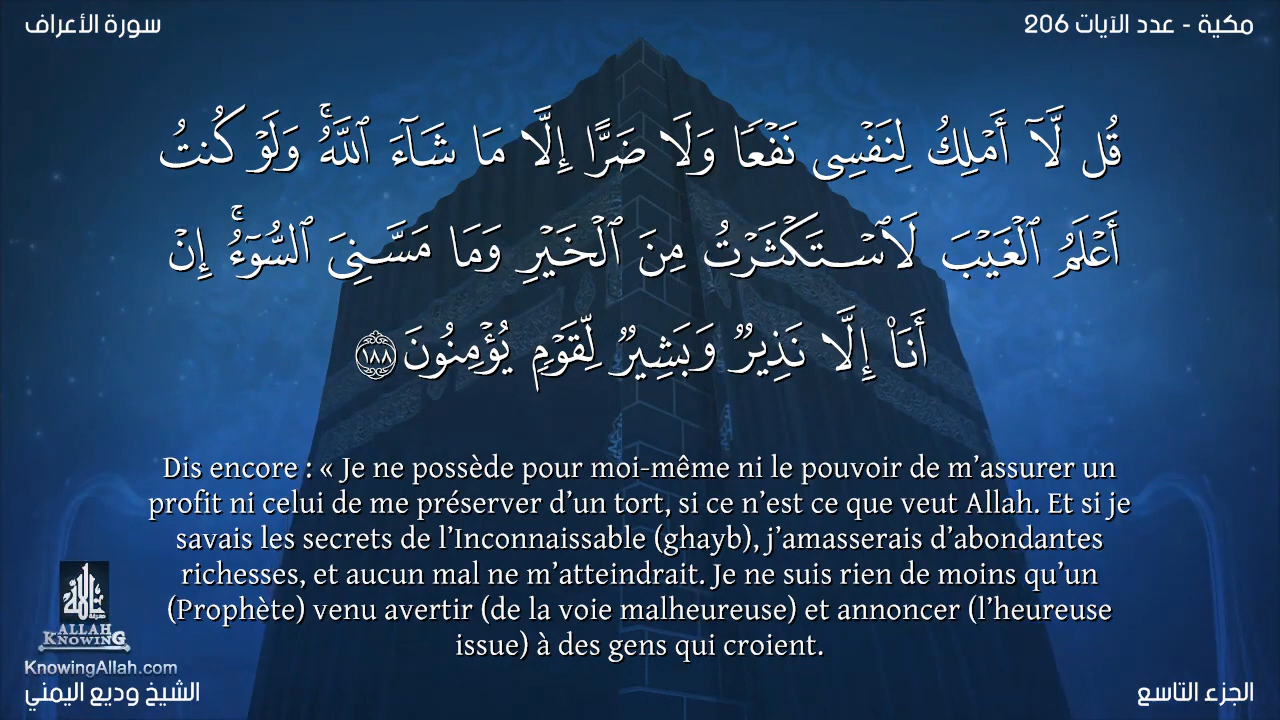 سورة الأعراف
مكية - عدد الآيات 206
قُل لَّآ أَمْلِكُ لِنَفْسِى نَفْعًا وَلَا ضَرًّا إِلَّا مَا شَآءَ ٱللَّهُ ۚ وَلَوْ كُنتُ
أَعْلَمُ ٱلْغَيْبَ لَٱسْتَكْثَرْتُ مِنَ ٱلْخَيْرِ وَمَا مَسَّنِىَ ٱلسُّوٓءُ ۚ إِنْ
أَنَا۠ إِلَّا نَذِيرٌ وَبَشِيرٌ لِّقَوْمٍ يُؤْمِنُونَ ١٨٨
Dis encore : « Je ne possède pour moi-même ni le pouvoir de m’assurer un
profit ni celui de me préserver d’un tort, si ce n’est ce que veut Allah. Et si je
savais les secrets de l’Inconnaissable (ghayb), j’amasserais d’abondantes
richesses, et aucun mal ne m’atteindrait. Je ne suis rien de moins qu’un
(Prophète) venu avertir (de la voie malheureuse) et annoncer (l’heureuse
issue) à des gens qui croient.
ALLAH
KNOWING
KnowingAllah.com
الشيخ وديع اليمني
الجزء التاسع